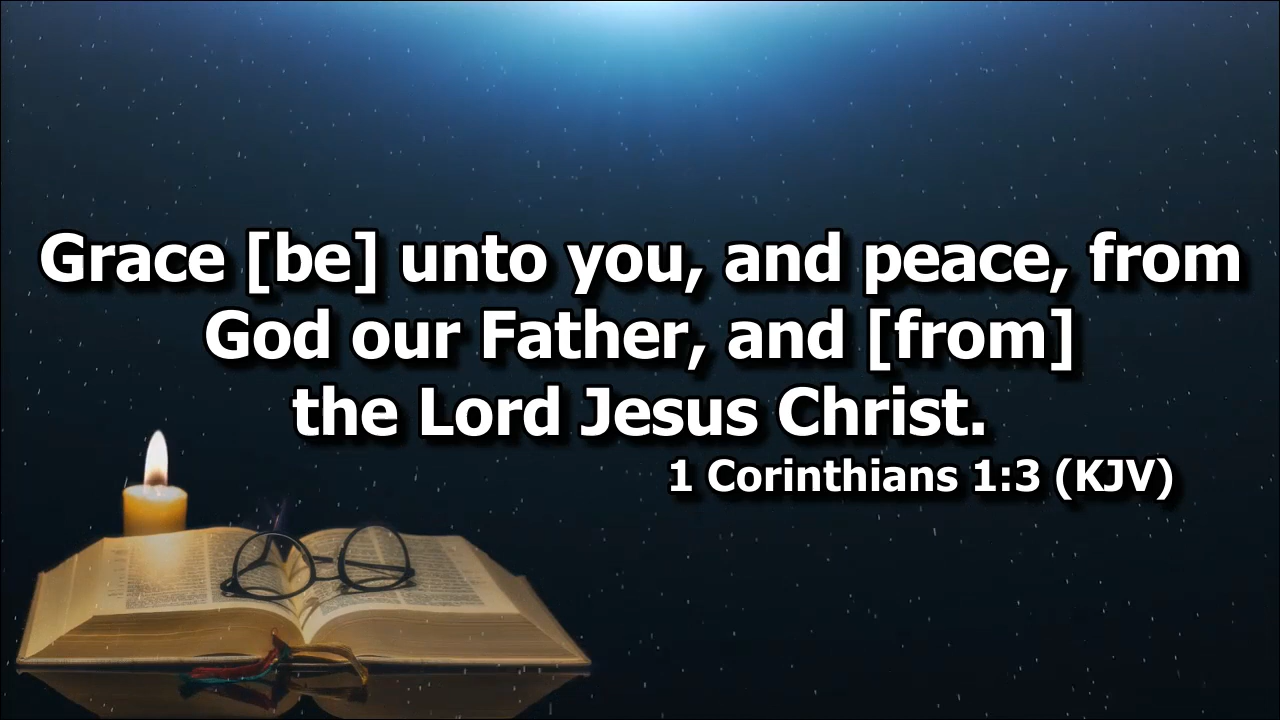 Grace [be] unto you, and peace, from
God our Father, and [from]
the Lord Jesus Christ.
1 Corinthians 1:3 (KJV)